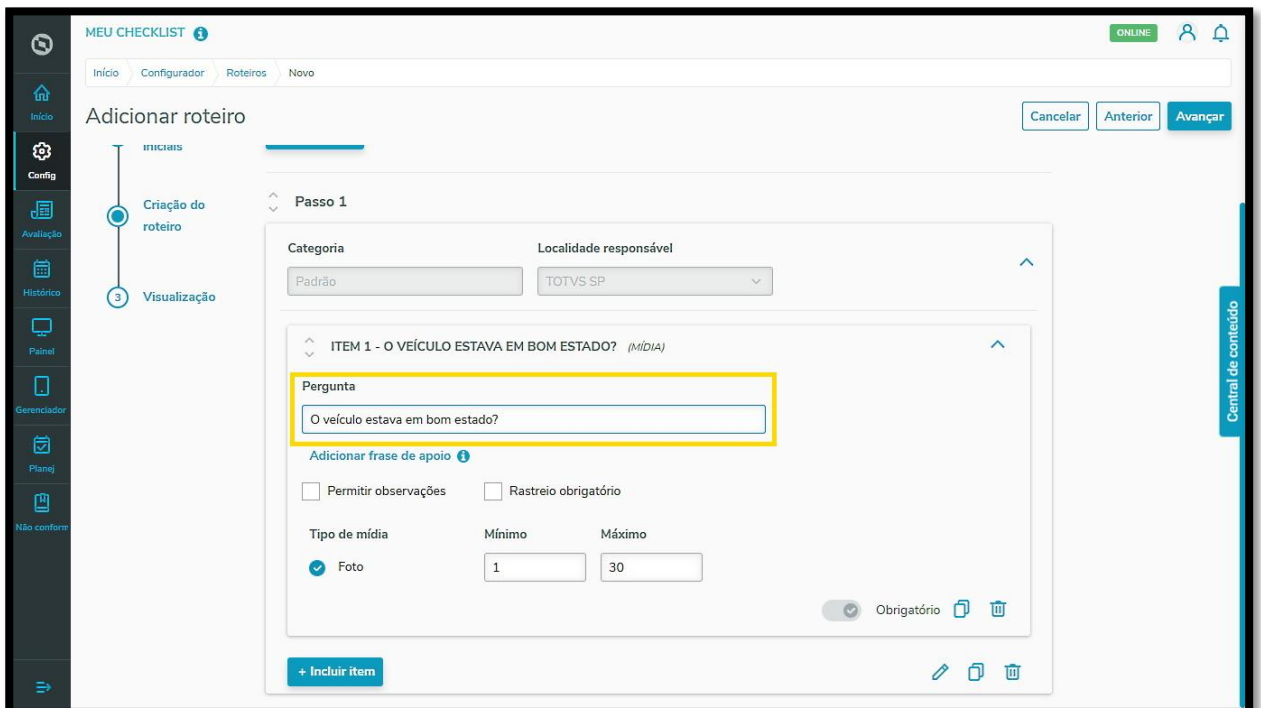 MEU CHECKLIST
ONLINE
Início Configurador Roteiros Novo
Adicionar roteiro
Cancelar Anterior Avançar
Início
Config
Avaliação
Histórico
Painel
Gerenciador
Planej
Não conform
Iniciais
Criação do
roteiro
3 Visualização
Passo 1
Categoria Localidade responsável
Padrão TOTVS SP
ITEM 1 - O VEÍCULO ESTAVA EM BOM ESTADO? (MÍDIA)
Pergunta
O veículo estava em bom estado?
Adicionar frase de apoio
Permitir observações Rastreio obrigatório
Tipo de mídia Mínimo Máximo
Foto 1 30
Obrigatório
+ Incluir item
Central de conteúdo